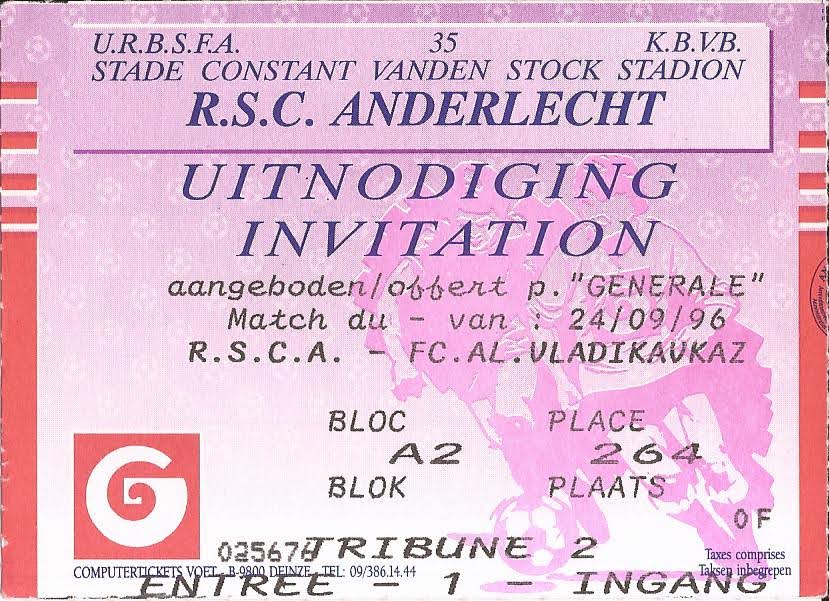 U.R.B.S.F.A. 35 K.B.V.B.
STADE CONSTANT VANDEN STOCK STADION
R.S.C. ANDERLECHT
UITNODIGING
INVITATION
aangeboden/offert p. "GENERALE"
Match du - van : 24/09/96
R.S.C.A. - FC.AL.VLADIKAVKAZ
BLOC PLACE
A2 264
BLOK PLAATS
G
0F
025676 TRIBUNE 2
Taxes comprises
COMPUTERTICKETS VOET - B-9800 DEINZE - TEL: 09/386.14.44
Taksen inbegrepen
ENTREE - 1 - INGANG